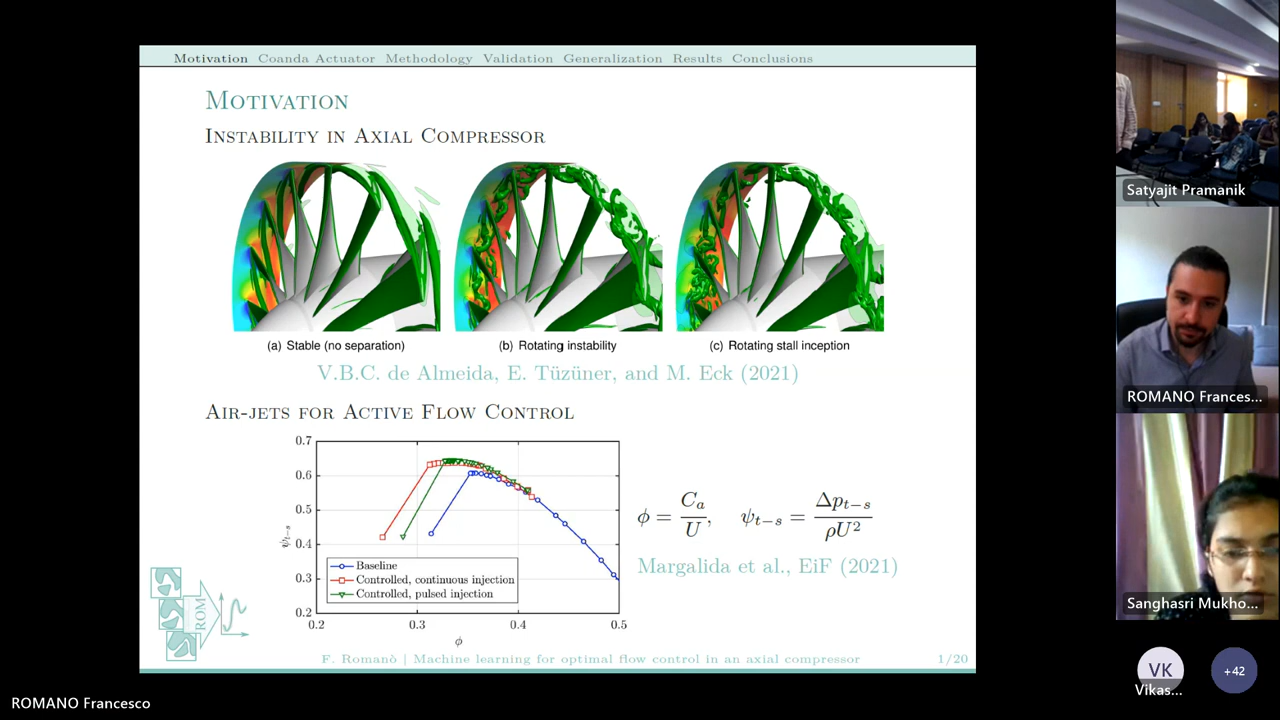 Motivation Coanda Actuator Methodology Validation Generalization Results Conclusions
Motivation
Instability in Axial Compressor
(a) Stable (no separation)
(b) Rotating instability
(c) Rotating stall inception
V.B.C. de Almeida, E. Tüzüner, and M. Eck (2021)
Air-jets for Active Flow Control
0.7
0.6
0.5
0.4
0.3
0.2
ψt−s
Baseline
Controlled, continuous injection
Controlled, pulsed injection
0.2 0.3 0.4 0.5
ϕ
ϕ = Ca/U, ψt−s = Δpt−s/ρU²
Margalida et al., EiF (2021)
ROM
F. Romanò | Machine learning for optimal flow control in an axial compressor 1/20
Satyajit Pramanik
ROMANO Frances...
Sanghasri Mukho...
VK
Vikas...
+42
ROMANO Francesco